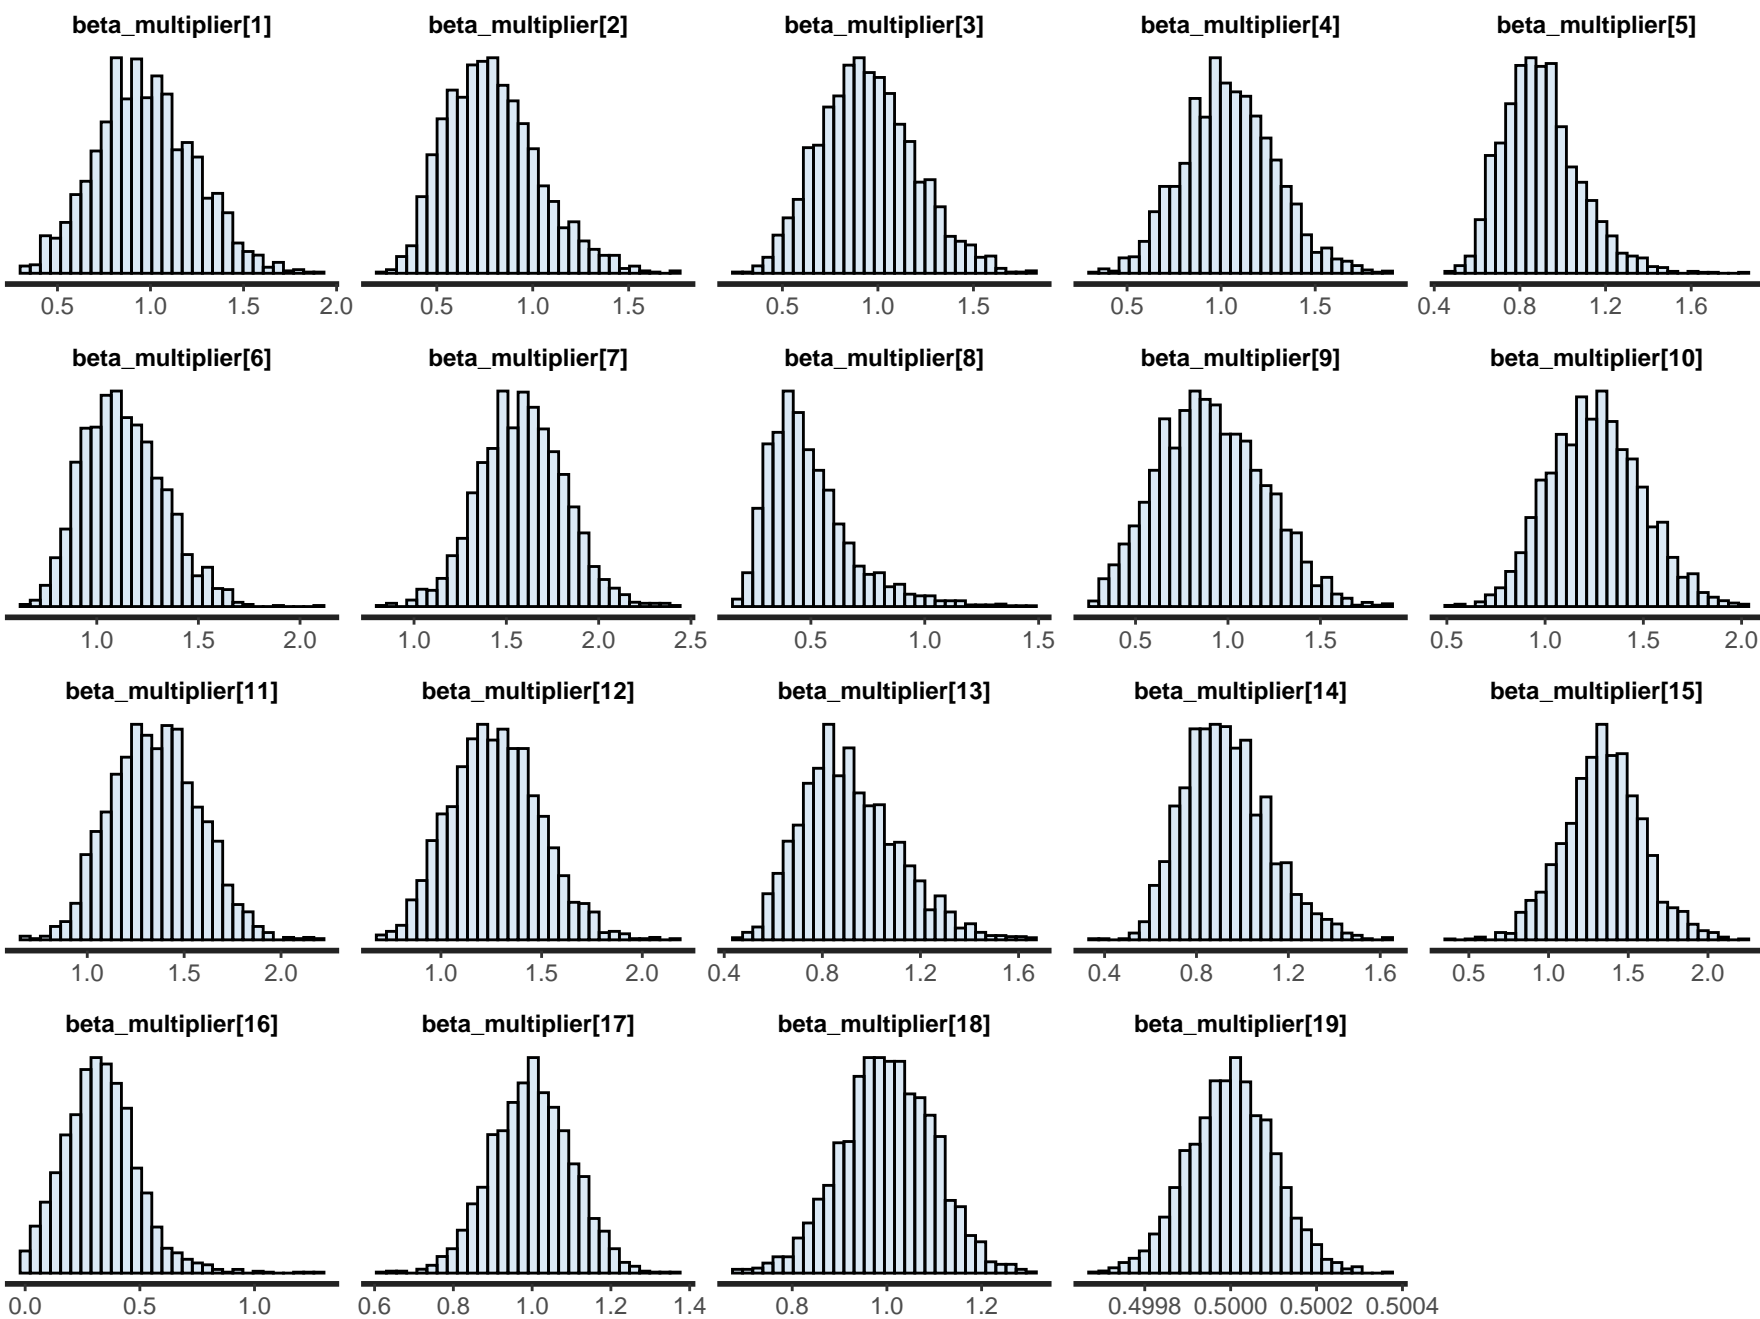 beta_multiplier[1] beta_multiplier[2] beta_multiplier[3] beta_multiplier[4] beta_multiplier[5]
0.5 1.0 1.5 2.0 0.5 1.0 1.5 0.5 1.0 1.5 0.5 1.0 1.5 0.4 0.8 1.2 1.6
beta_multiplier[6] beta_multiplier[7] beta_multiplier[8] beta_multiplier[9] beta_multiplier[10]
1.0 1.5 2.0 1.0 1.5 2.0 2.5 0.5 1.0 1.5 0.5 1.0 1.5 0.5 1.0 1.5 2.0
beta_multiplier[11] beta_multiplier[12] beta_multiplier[13] beta_multiplier[14] beta_multiplier[15]
1.0 1.5 2.0 1.0 1.5 2.0 0.4 0.8 1.2 1.6 0.4 0.8 1.2 1.6 0.5 1.0 1.5 2.0
beta_multiplier[16] beta_multiplier[17] beta_multiplier[18] beta_multiplier[19]
0.0 0.5 1.0 0.6 0.8 1.0 1.2 1.4 0.8 1.0 1.2 0.4998 0.5000 0.5002 0.5004